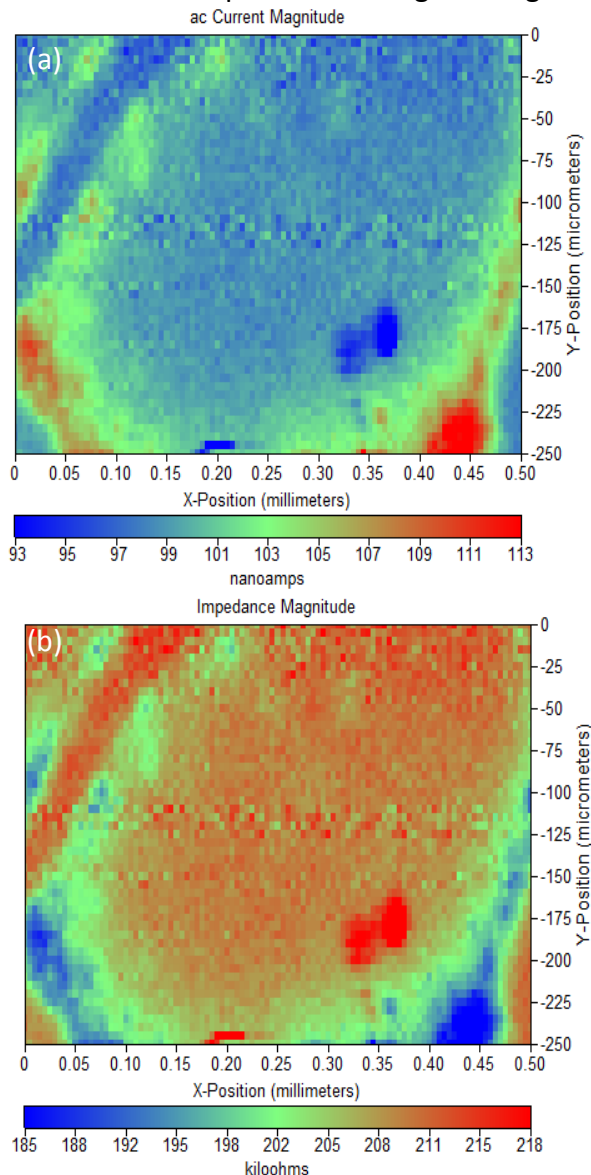 ac Current Magnitude
(a)
0
-25
-50
-75
-100
-125
-150
-175
-200
-225
-250
Y-Position (micrometers)
0 0.05 0.10 0.15 0.20 0.25 0.30 0.35 0.40 0.45 0.50
X-Position (millimeters)
93 95 97 99 101 103 105 107 109 111 113
nanoamps
Impedance Magnitude
(b)
0
-25
-50
-75
-100
-125
-150
-175
-200
-225
-250
Y-Position (micrometers)
0 0.05 0.10 0.15 0.20 0.25 0.30 0.35 0.40 0.45 0.50
X-Position (millimeters)
185 188 192 195 198 202 205 208 211 215 218
kiloohms